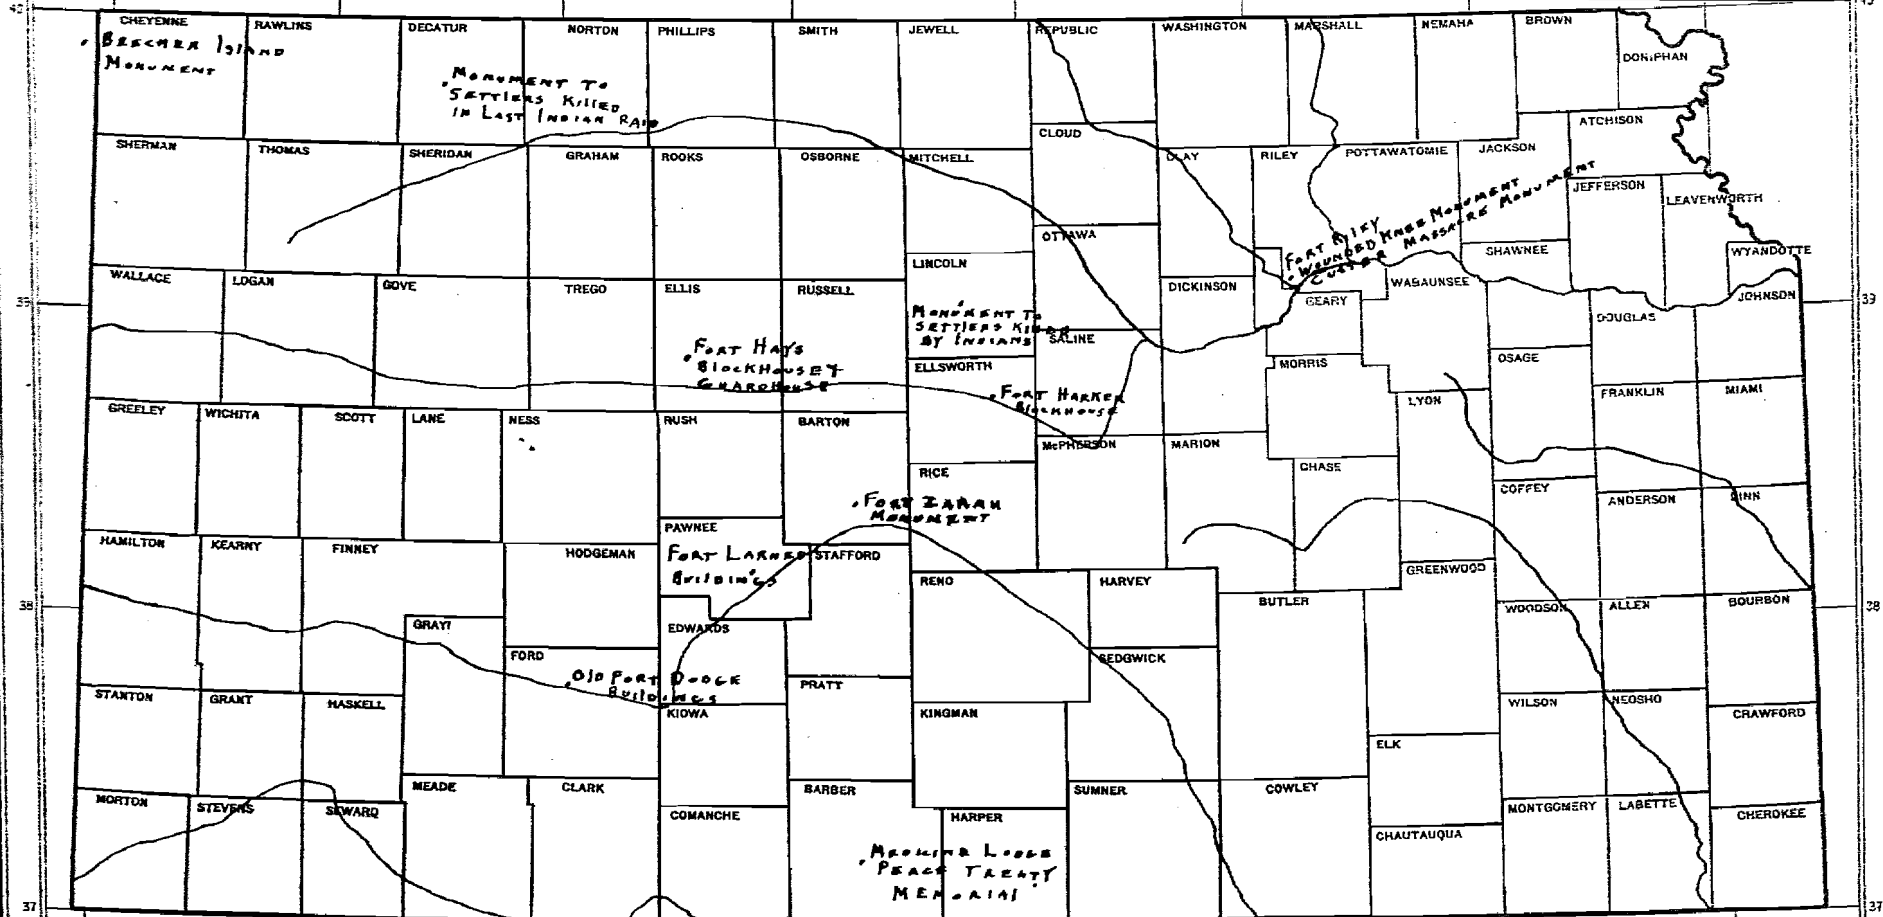 CHEYENNE
RAWLINS
DECATUR
NORTON
PHILLIPS
SMITH
JEWELL
REPUBLIC
WASHINGTON
MARSHALL
NEMAHA
BROWN
DONIPHAN
BEECHER ISLAND
MONUMENT
MONUMENT TO
SETTLERS KILLED
IN LAST INDIAN RAID
SHERMAN
THOMAS
SHERIDAN
GRAHAM
ROOKS
OSBORNE
MITCHELL
CLOUD
CLAY
RILEY
POTTAWATOMIE
JACKSON
ATCHISON
JEFFERSON
LEAVENWORTH
WYANDOTTE
FORT RILEY
WOUNDED KNEE MONUMENT
CUSTER MASSACRE MONUMENT
WALLACE
LOGAN
GOVE
TREGO
ELLIS
RUSSELL
LINCOLN
OTTAWA
DICKINSON
GEARY
WABAUNSEE
SHAWNEE
DOUGLAS
JOHNSON
39
39
MONUMENT TO
SETTLERS KILLED
BY INDIANS
SALINE
FORT HAYS
BLOCKHOUSE &
GUARDHOUSE
ELLSWORTH
FORT HARKER
BLOCKHOUSE
MORRIS
LYON
OSAGE
FRANKLIN
MIAMI
GREELEY
WICHITA
SCOTT
LANE
NESS
RUSH
BARTON
RICE
McPHERSON
MARION
CHASE
COFFEY
ANDERSON
LINN
FORT ZARAH
MONUMENT
HAMILTON
KEARNY
FINNEY
HODGEMAN
PAWNEE
FORT LARNED
BUILDINGS
STAFFORD
RENO
HARVEY
BUTLER
GREENWOOD
WOODSON
ALLEN
BOURBON
38
38
GRAY
FORD
EDWARDS
OLD FORT DODGE
BUILDINGS
PRATT
KIOWA
KINGMAN
SEDGWICK
STANTON
GRANT
HASKELL
WILSON
NEOSHO
CRAWFORD
ELK
MORTON
STEVENS
SEWARD
MEADE
CLARK
COMANCHE
BARBER
HARPER
SUMNER
COWLEY
CHAUTAUQUA
MONTGOMERY
LABETTE
CHEROKEE
LODGE
PEACE TREATY
MEMORIAL
37
37